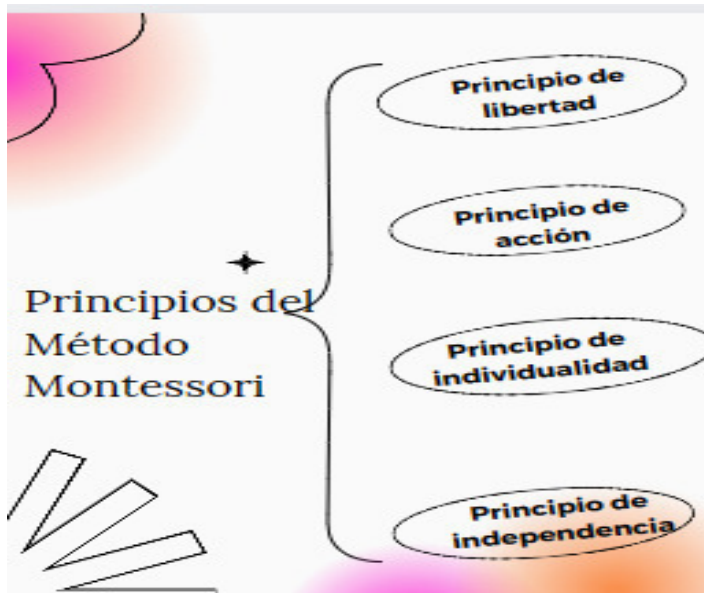 Principio de
libertad
Principio de
acción
Principios del
Método
Montessori
Principio de
individualidad
Principio de
independencia